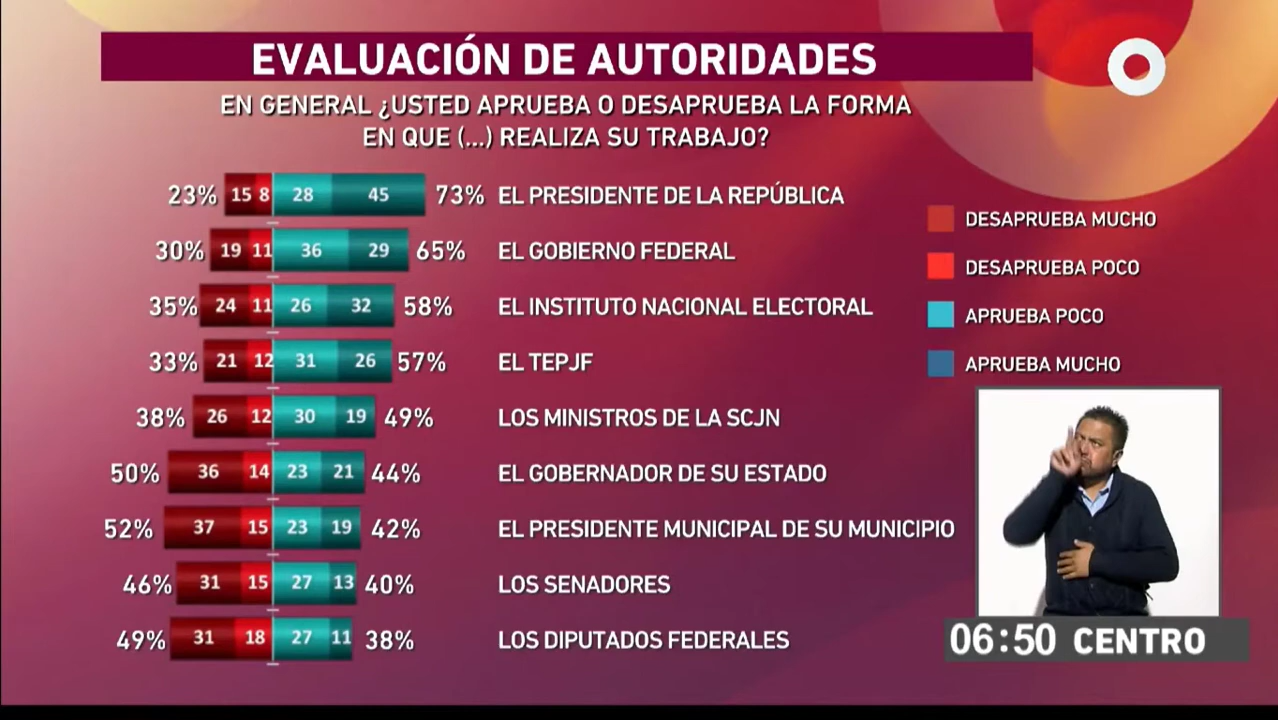 EVALUACIÓN DE AUTORIDADES
EN GENERAL ¿USTED APRUEBA O DESAPRUEBA LA FORMA
EN QUE (...) REALIZA SU TRABAJO?
23% 15 8 28 45 73% EL PRESIDENTE DE LA REPÚBLICA
30% 19 11 36 29 65% EL GOBIERNO FEDERAL
35% 24 11 26 32 58% EL INSTITUTO NACIONAL ELECTORAL
33% 21 12 31 26 57% EL TEPJF
38% 26 12 30 19 49% LOS MINISTROS DE LA SCJN
50% 36 14 23 21 44% EL GOBERNADOR DE SU ESTADO
52% 37 15 23 19 42% EL PRESIDENTE MUNICIPAL DE SU MUNICIPIO
46% 31 15 27 13 40% LOS SENADORES
49% 31 18 27 11 38% LOS DIPUTADOS FEDERALES
DESAPRUEBA MUCHO
DESAPRUEBA POCO
APRUEBA POCO
APRUEBA MUCHO
06:50 CENTRO